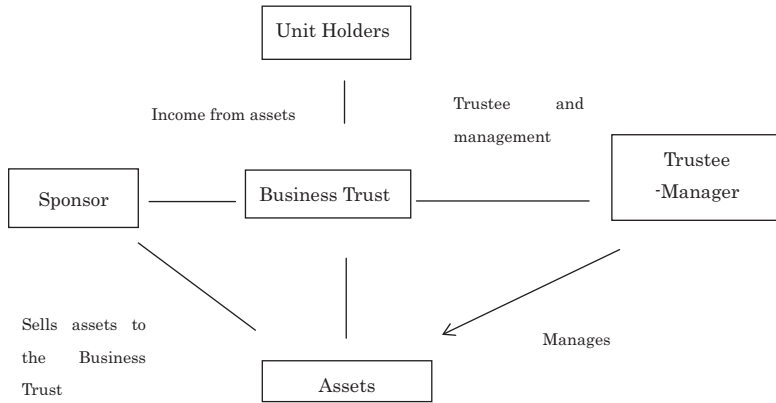 Unit Holders
Income from assets
Trustee and
management
Trustee
-Manager
Sponsor
Business Trust
Sells assets to
the Business
Trust
Manages
Assets